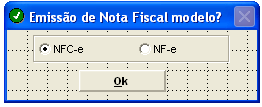 Emissão de Nota Fiscal modelo?
NFC-e NF-e
Ok